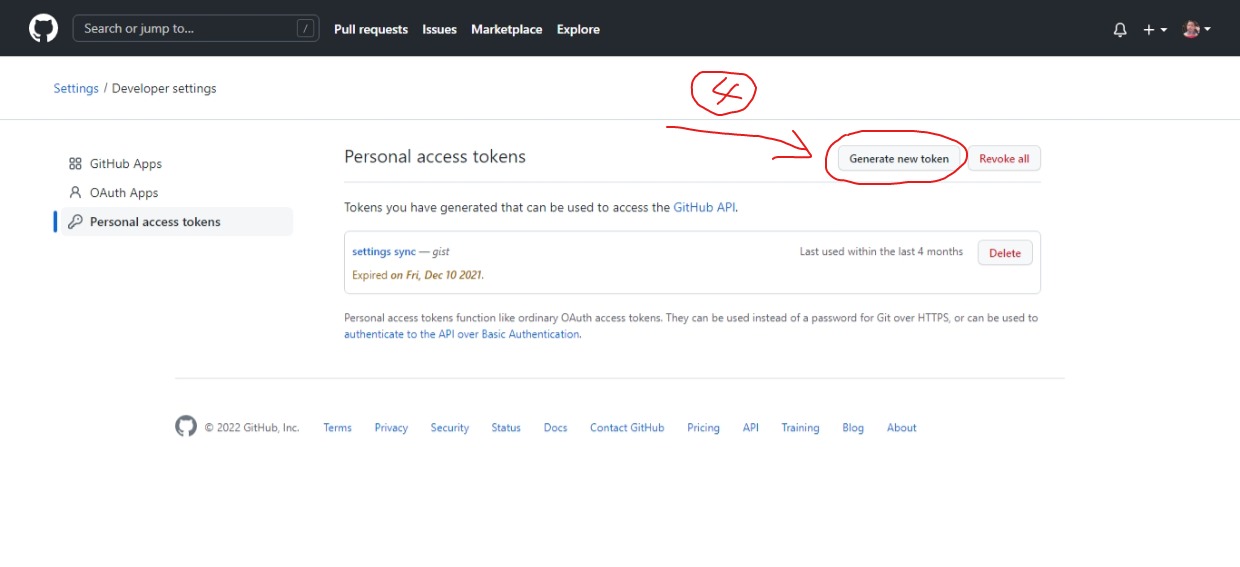 Search or jump to... /
Pull requests Issues Marketplace Explore
Settings / Developer settings
4
GitHub Apps
OAuth Apps
Personal access tokens
Personal access tokens
Generate new token
Revoke all
Tokens you have generated that can be used to access the GitHub API.
settings sync — gist
Last used within the last 4 months
Delete
Expired on Fri, Dec 10 2021.
Personal access tokens function like ordinary OAuth access tokens. They can be used instead of a password for Git over HTTPS, or can be used to
authenticate to the API over Basic Authentication.
© 2022 GitHub, Inc. Terms Privacy Security Status Docs Contact GitHub Pricing API Training Blog About